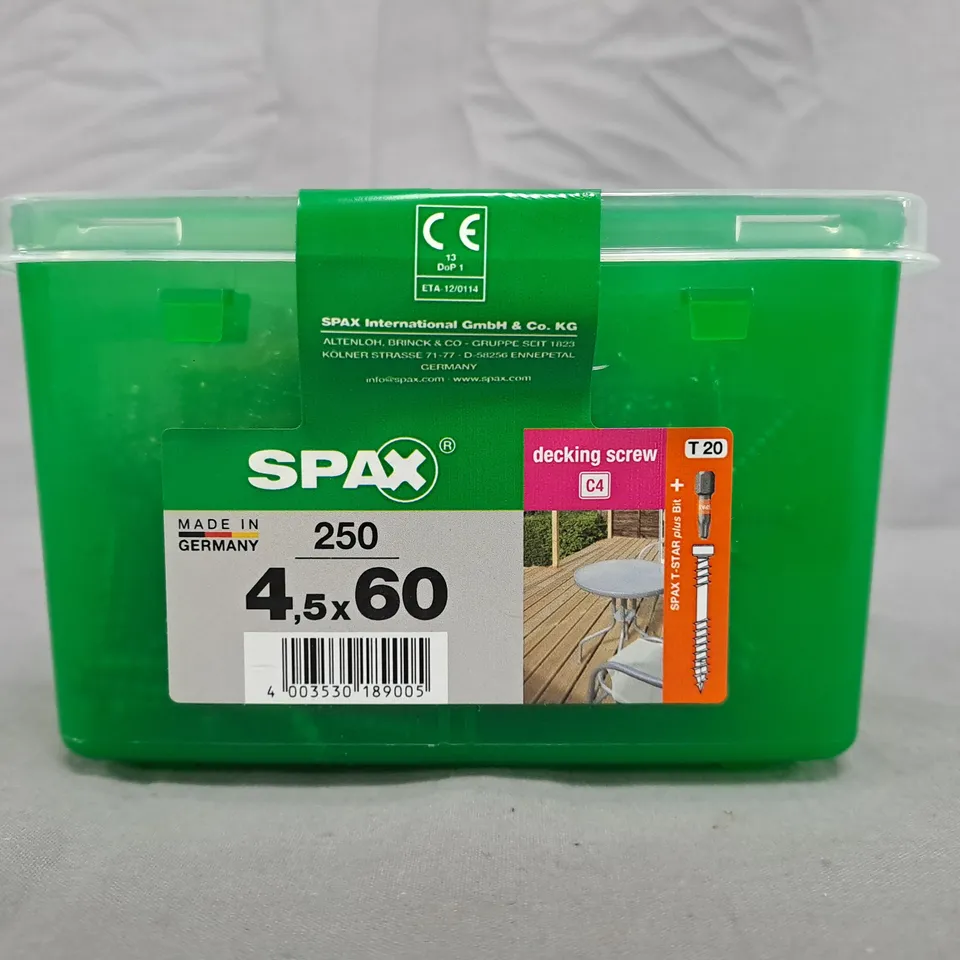 CE
13
DoP 1
ETA-12/0114
SPAX International GmbH & Co. KG
ALTENLOH, BRINCK & CO - GRUPPE SEIT 1823
KÖLNER STRASSE 71-77 · D-58256 ENNEPETAL
GERMANY
info@spax.com · www.spax.com
SPAX®
MADE IN
GERMANY
250
4,5x60
4 003530 189005
decking screw
C4
T 20
SPAX T-STAR plus Bit +